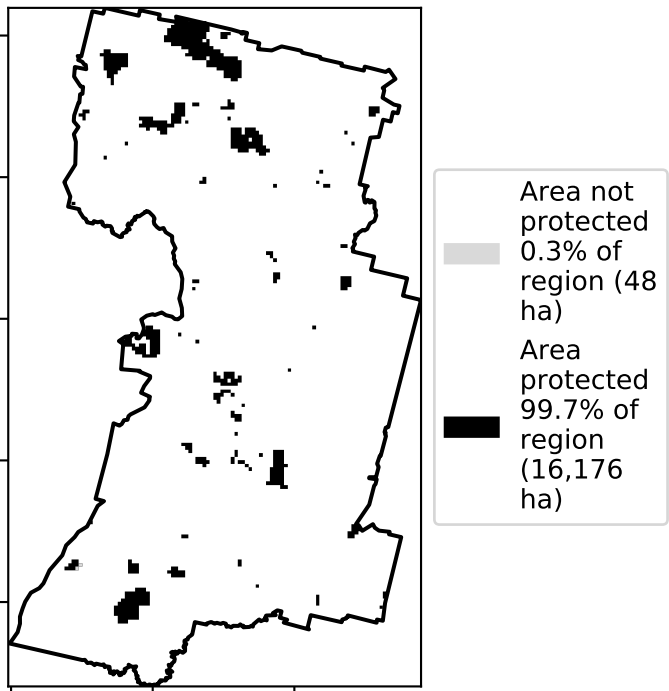 Area not
protected
0.3% of
region (48
ha)
Area
protected
99.7% of
region
(16,176
ha)